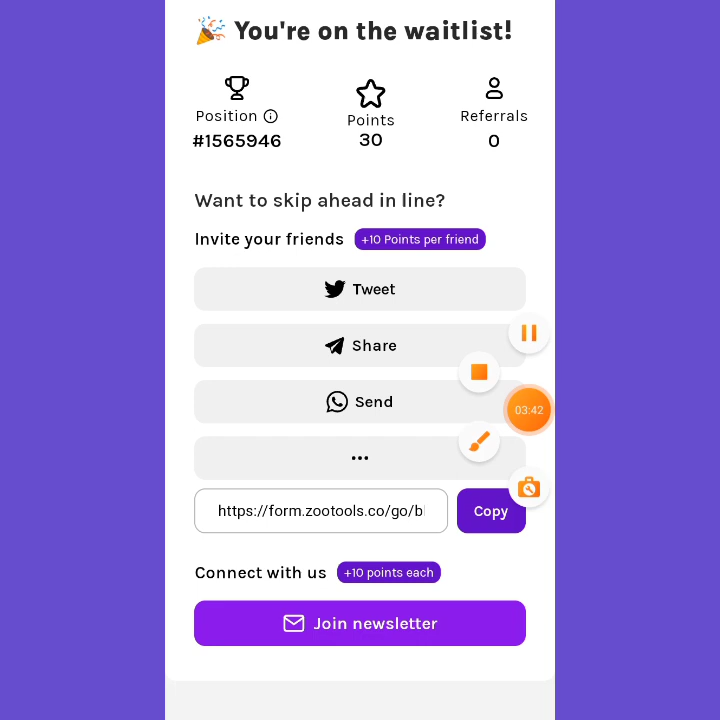 You're on the waitlist!
Position
Points
Referrals
#1565946
30
0
Want to skip ahead in line?
Invite your friends
+10 Points per friend
Tweet
Share
Send
03:42
...
https://form.zootools.co/go/bl
Copy
Connect with us
+10 points each
Join newsletter